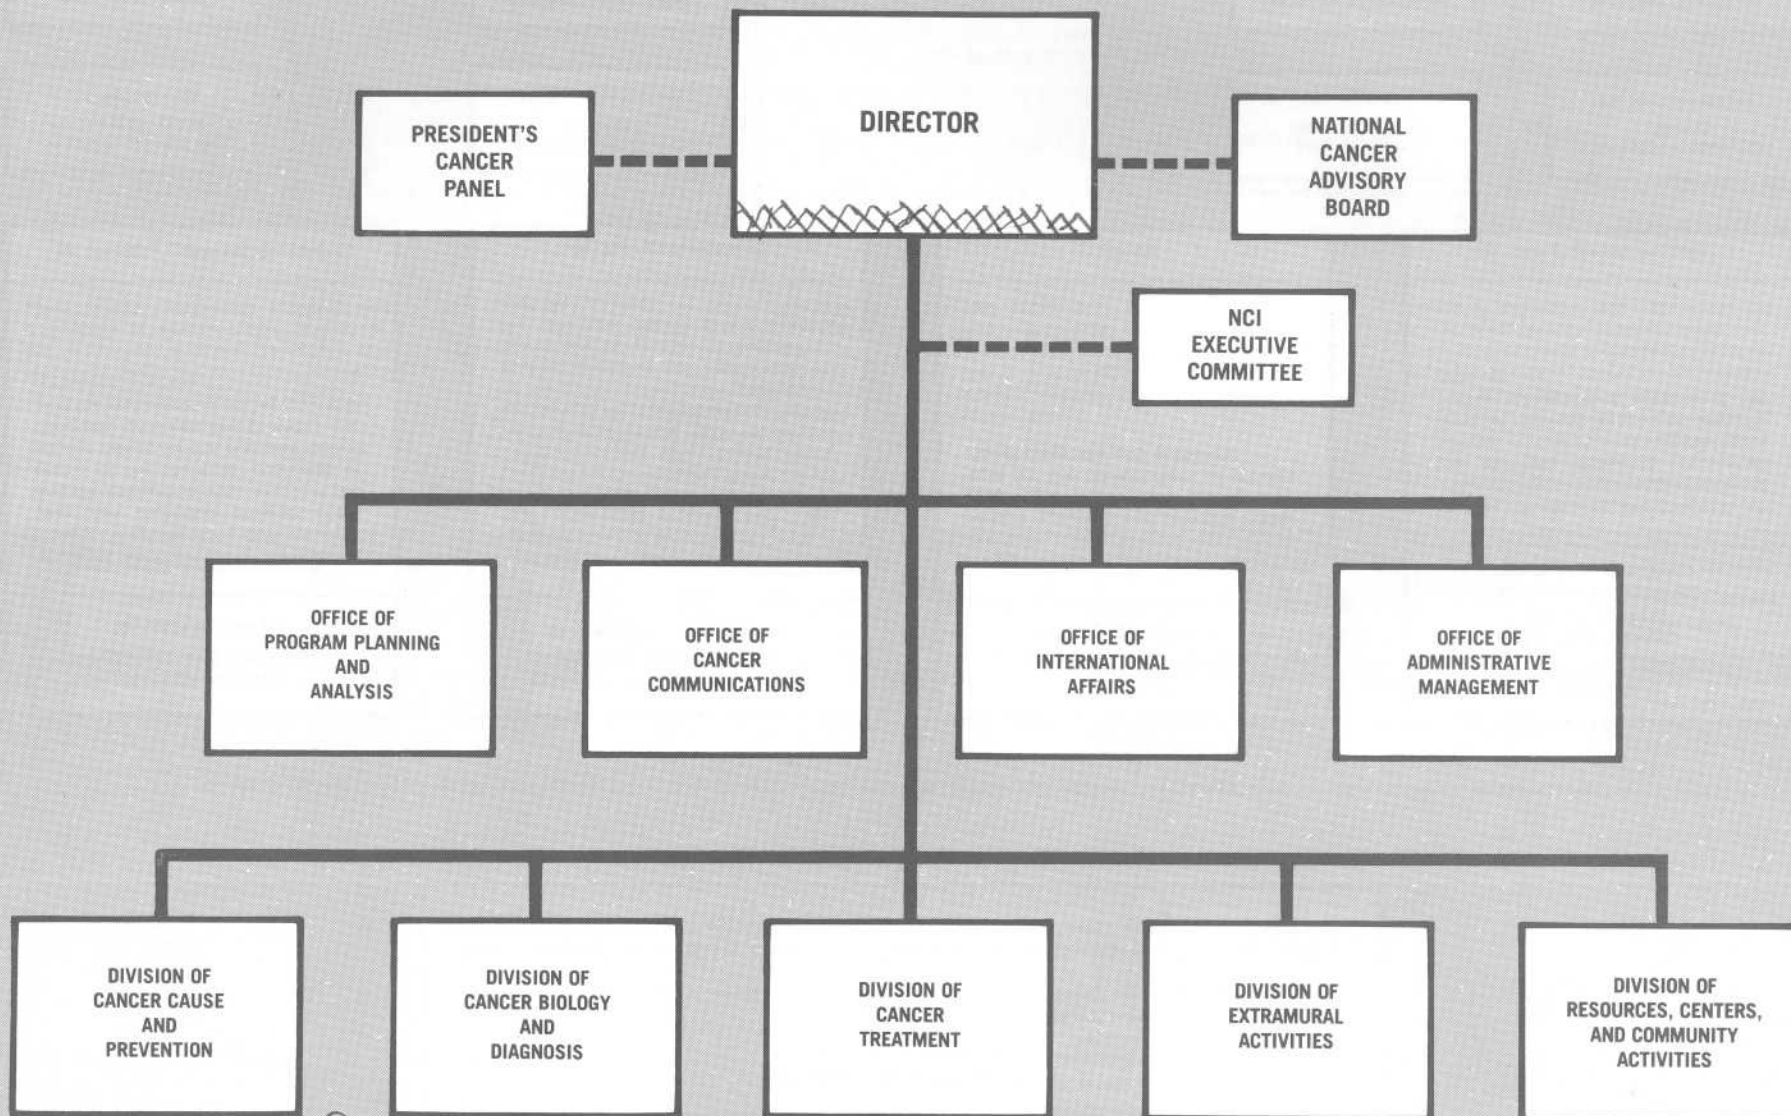 DIRECTOR
PRESIDENT'S
CANCER
PANEL
NATIONAL
CANCER
ADVISORY
BOARD
NCI
EXECUTIVE
COMMITTEE
OFFICE OF
PROGRAM PLANNING
AND
ANALYSIS
OFFICE OF
CANCER
COMMUNICATIONS
OFFICE OF
INTERNATIONAL
AFFAIRS
OFFICE OF
ADMINISTRATIVE
MANAGEMENT
DIVISION OF
CANCER CAUSE
AND
PREVENTION
DIVISION OF
CANCER BIOLOGY
AND
DIAGNOSIS
DIVISION OF
CANCER
TREATMENT
DIVISION OF
EXTRAMURAL
ACTIVITIES
DIVISION OF
RESOURCES, CENTERS,
AND COMMUNITY
ACTIVITIES